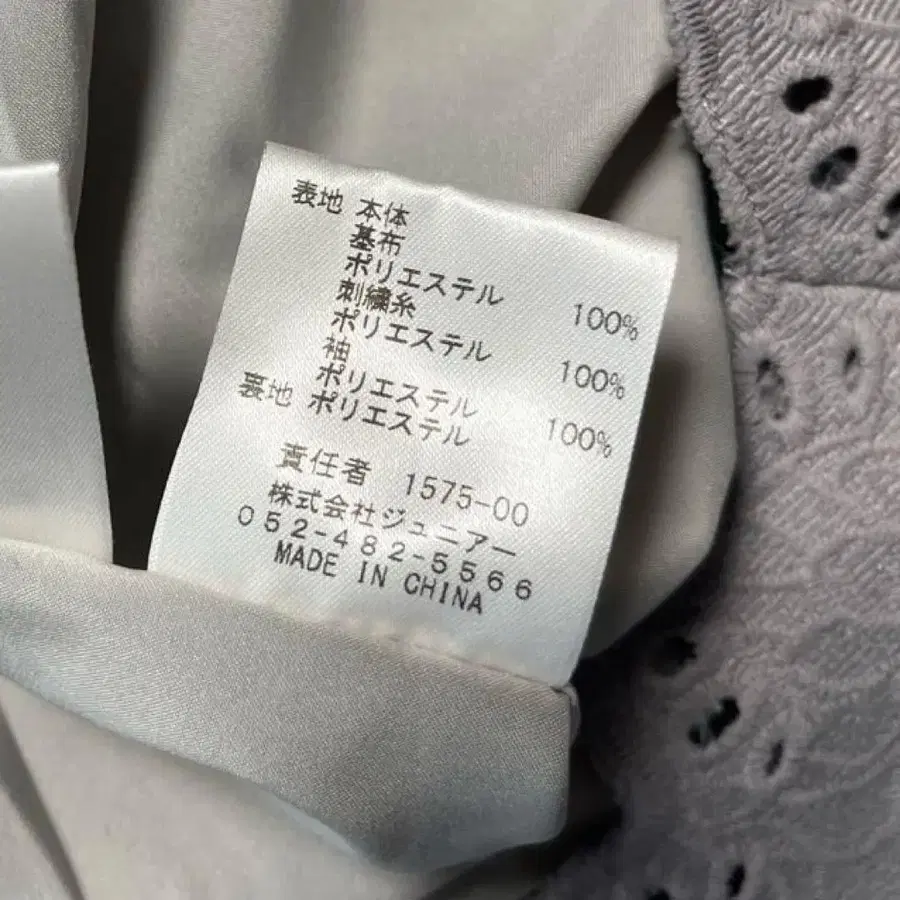 表地 本体
基布
ポリエステル 100%
刺繍糸
ポリエステル 100%
袖
ポリエステル 100%
裏地 ポリエステル
責任者 1575-00
株式会社ジュニアー
052-482-5566
MADE IN CHINA